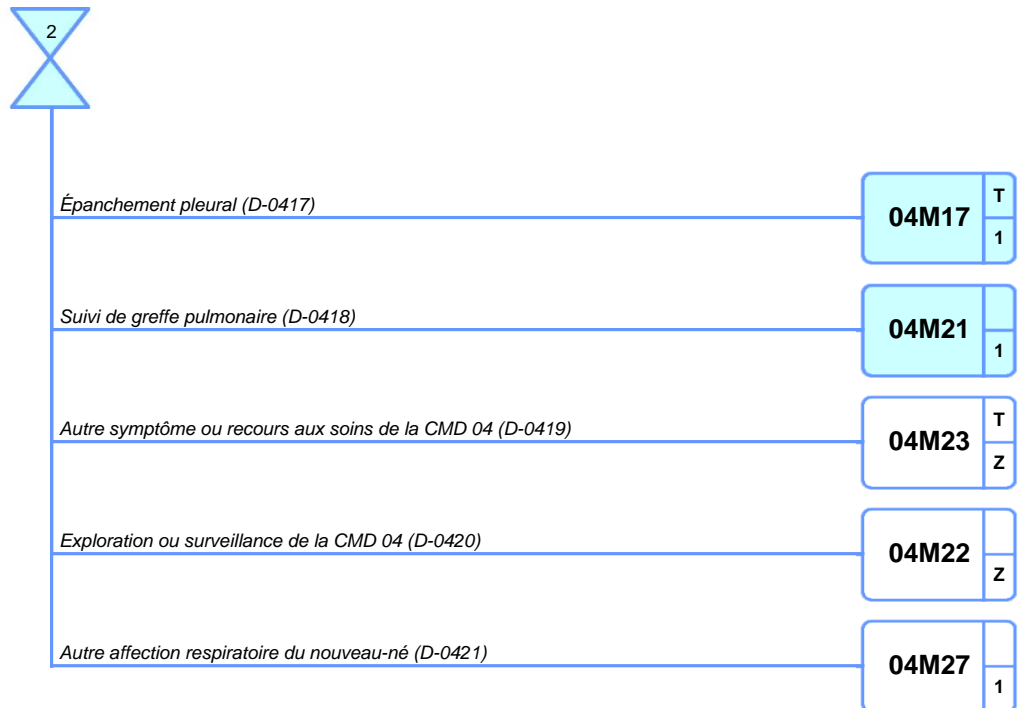 2
Épanchement pleural (D-0417)
04M17
T
1
Suivi de greffe pulmonaire (D-0418)
04M21
1
Autre symptôme ou recours aux soins de la CMD 04 (D-0419)
04M23
T
Z
Exploration ou surveillance de la CMD 04 (D-0420)
04M22
Z
Autre affection respiratoire du nouveau-né (D-0421)
04M27
1